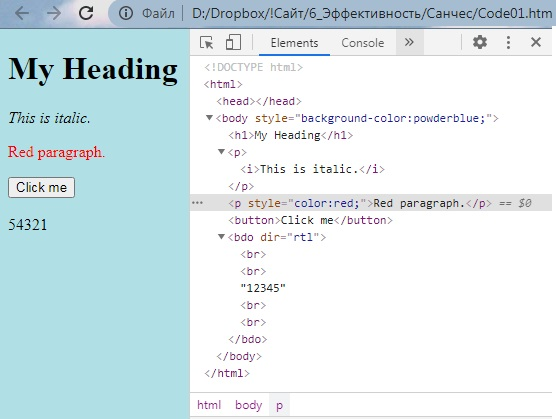 Файл
D:/Dropbox/!Сайт/6_Эффективность/Санчес/Code01.htm
My Heading
This is italic.
Red paragraph.
Click me
54321
Elements Console »
<!DOCTYPE html>
<html>
<head></head>
<body style="background-color:powderblue;">
<h1>My Heading</h1>
<p>
<i>This is italic.</i>
</p>
<p style="color:red;">Red paragraph.</p> == $0
<button>Click me</button>
<bdo dir="rtl">
<br>
<br>
"12345"
<br>
<br>
</bdo>
</body>
</html>
html body p